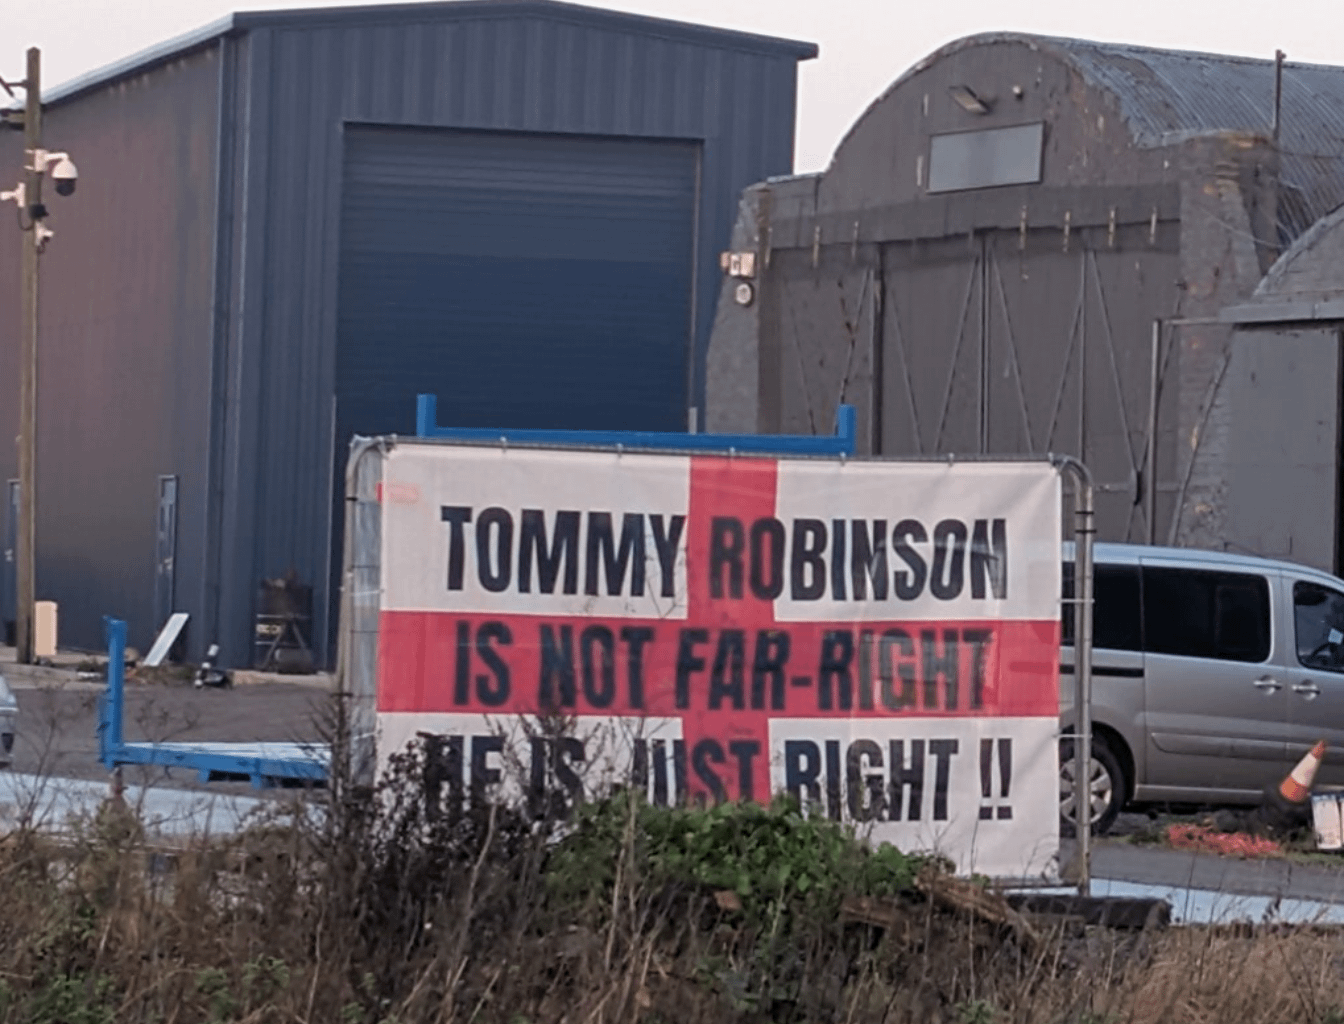 TOMMY ROBINSON
IS NOT FAR-RIGHT
HE IS JUST RIGHT !!